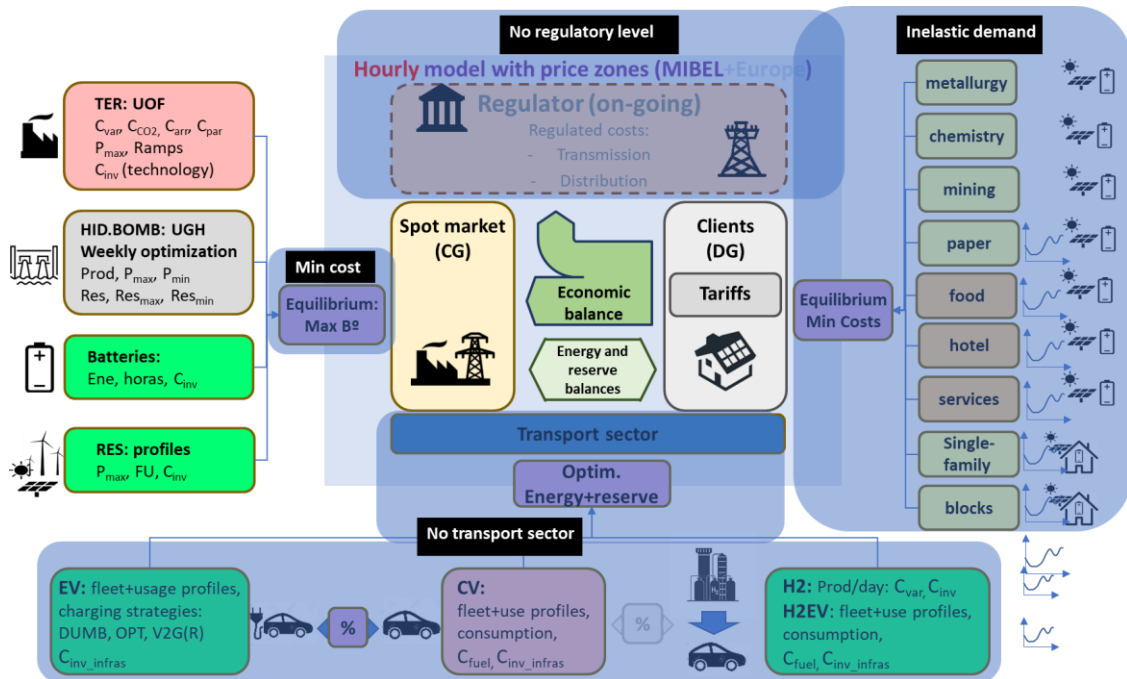 No regulatory level
Inelastic demand
Hourly model with price zones (MIBEL+Europe)
Regulator (on-going)
Regulated costs:
- Transmission
- Distribution
TER: UOF
Cvar, CCO2, Carr, Cpar
Pmax, Ramps
Cinv (technology)
HID.BOMB: UGH
Weekly optimization
Prod, Pmax, Pmin
Res, Resmax, Resmin
Batteries:
Ene, horas, Cinv
RES: profiles
Pmax, FU, Cinv
Min cost
Equilibrium:
Max Bº
Spot market
(CG)
Economic
balance
Energy and
reserve
balances
Clients
(DG)
Tariffs
Equilibrium
Min Costs
metallurgy
chemistry
mining
paper
food
hotel
services
Single-
family
blocks
Transport sector
Optim.
Energy+reserve
No transport sector
EV: fleet+usage profiles,
charging strategies:
DUMB, OPT, V2G(R)
Cinv_infras
%
CV:
fleet+use profiles,
consumption,
Cfuel, Cinv_infras
%
H2: Prod/day: Cvar, Cinv
H2EV: fleet+use profiles,
consumption,
Cfuel, Cinv_infras